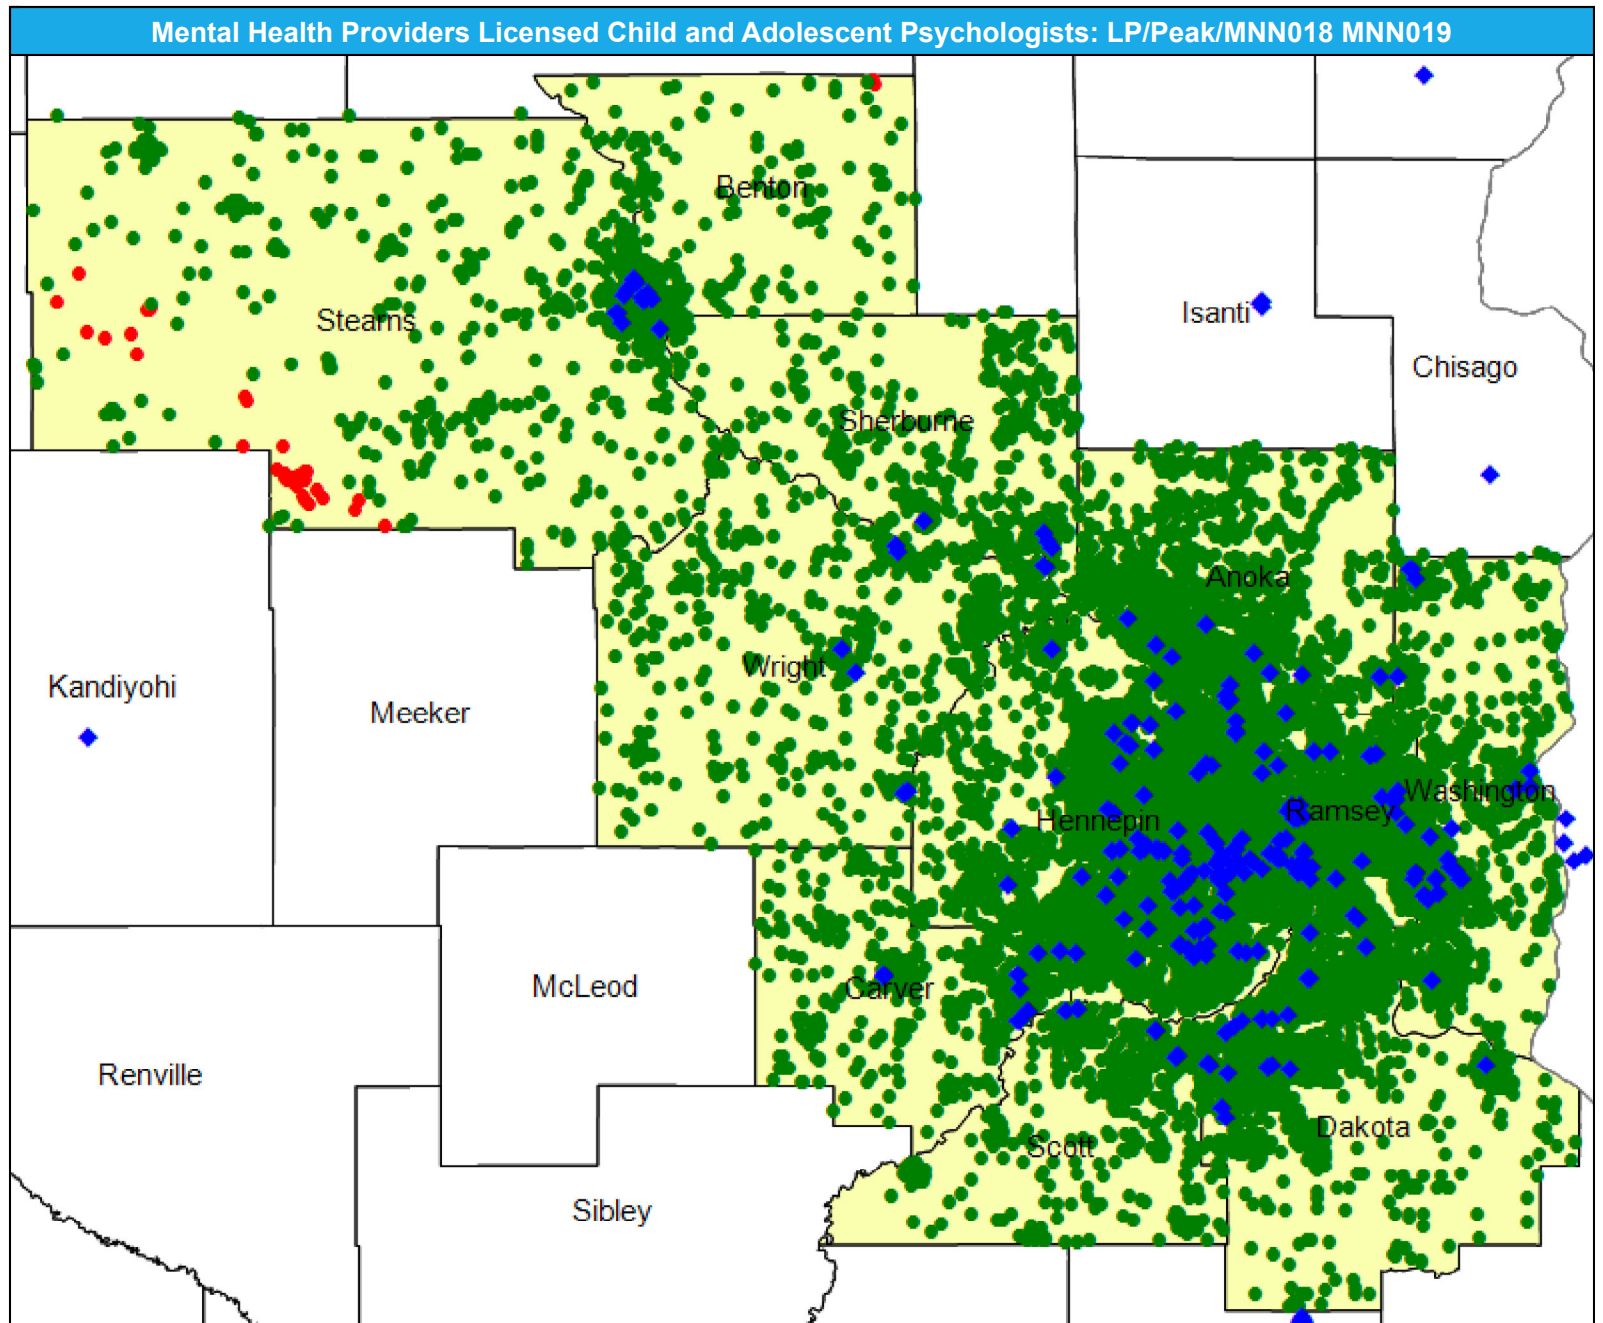 Mental Health Providers Licensed Child and Adolescent Psychologists: LP/Peak/MNN018 MNN019
Benton
Stearns
Isanti
Chisago
Sherburne
Anoka
Wright
Kandiyohi
Meeker
Washington
Ramsey
Hennepin
McLeod
Carver
Renville
Dakota
Scott
Sibley